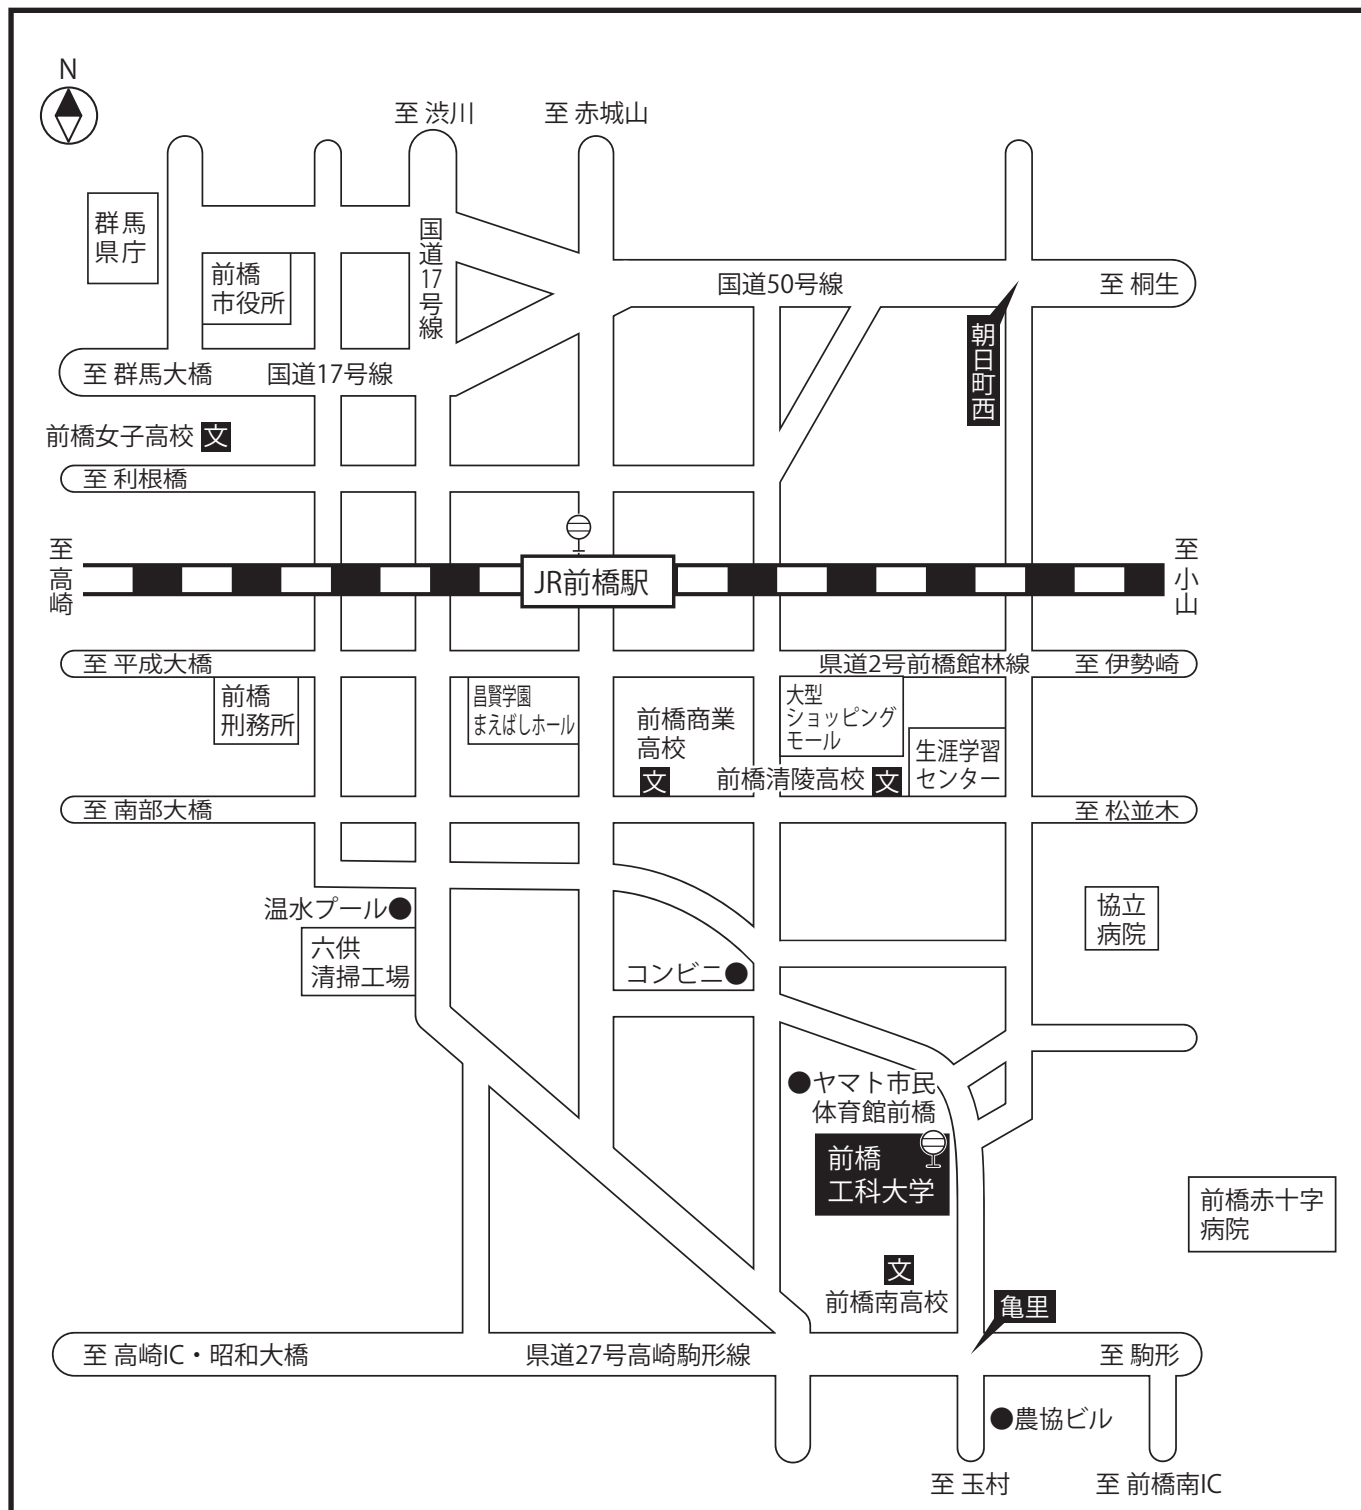 N
至 渋川
至 赤城山
群馬
県庁
国道17号線
前橋
市役所
国道50号線
至 桐生
朝日町西
至 群馬大橋
国道17号線
前橋女子高校
文
至 利根橋
至高崎
JR前橋駅
至小山
至 平成大橋
県道2号前橋館林線
至 伊勢崎
前橋
刑務所
昌賢学園
まえばしホール
前橋商業
高校
文
大型
ショッピング
モール
前橋清陵高校
文
生涯学習
センター
至 南部大橋
至 松並木
温水プール
六供
清掃工場
協立
病院
コンビニ
ヤマト市民
体育館前橋
前橋
工科大学
前橋赤十字
病院
文
前橋南高校
亀里
至 高崎IC・昭和大橋
県道27号高崎駒形線
至 駒形
農協ビル
至 玉村
至 前橋南IC